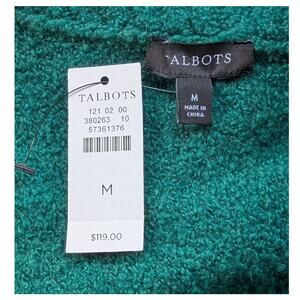 TALBOTS
121 02 00
380263 10
57361376
M
$119.00
TALBOTS
M
MADE IN
CHINA